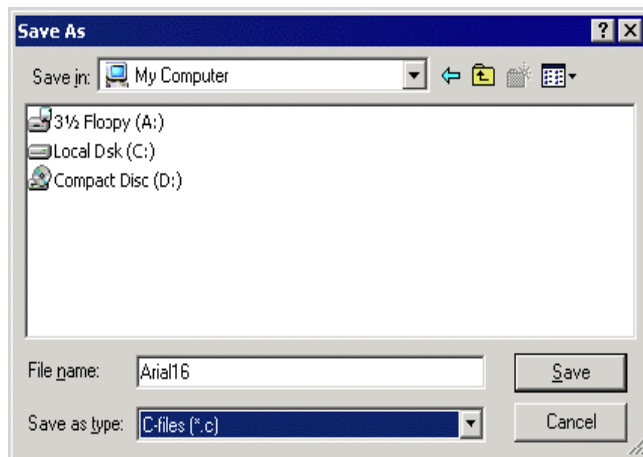 Save As
Save in: My Computer
3½ Floppy (A:)
Local Dsk (C:)
Compact Disc (D:)
File name: Arial16 Save
Save as type: C-files (*.c) Cancel